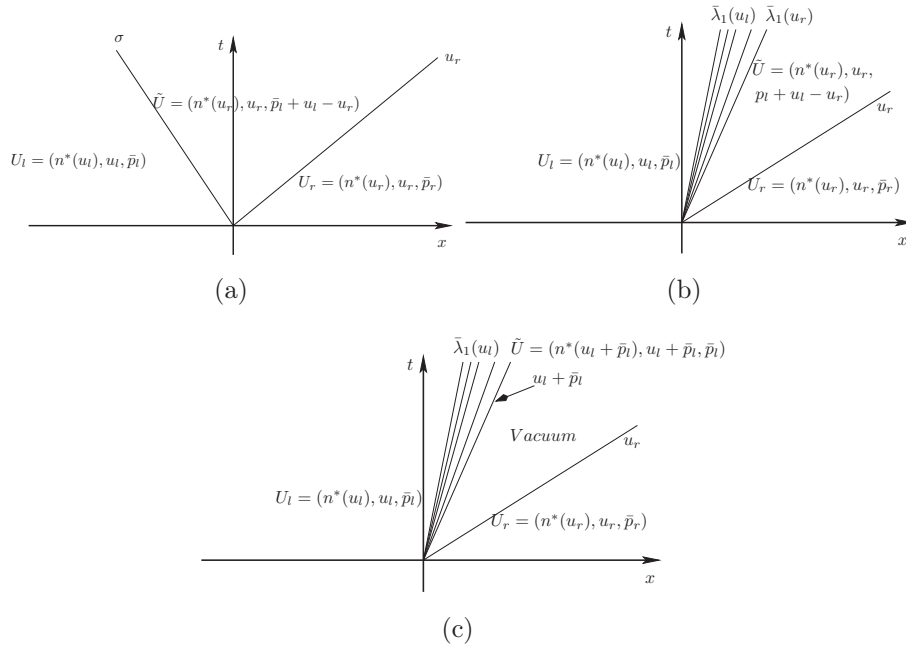 σ
t
u_r
Ũ = (n*(u_r), u_r, p̄_l + u_l − u_r)
U_l = (n*(u_l), u_l, p̄_l)
U_r = (n*(u_r), u_r, p̄_r)
x
(a)
λ̄_1(u_l) λ̄_1(u_r)
t
Ũ = (n*(u_r), u_r,
p_l + u_l − u_r)
u_r
U_l = (n*(u_l), u_l, p̄_l)
U_r = (n*(u_r), u_r, p̄_r)
x
(b)
λ̄_1(u_l) Ũ = (n*(u_l + p̄_l), u_l + p̄_l, p̄_l)
t
u_l + p̄_l
Vacuum
u_r
U_l = (n*(u_l), u_l, p̄_l)
U_r = (n*(u_r), u_r, p̄_r)
x
(c)